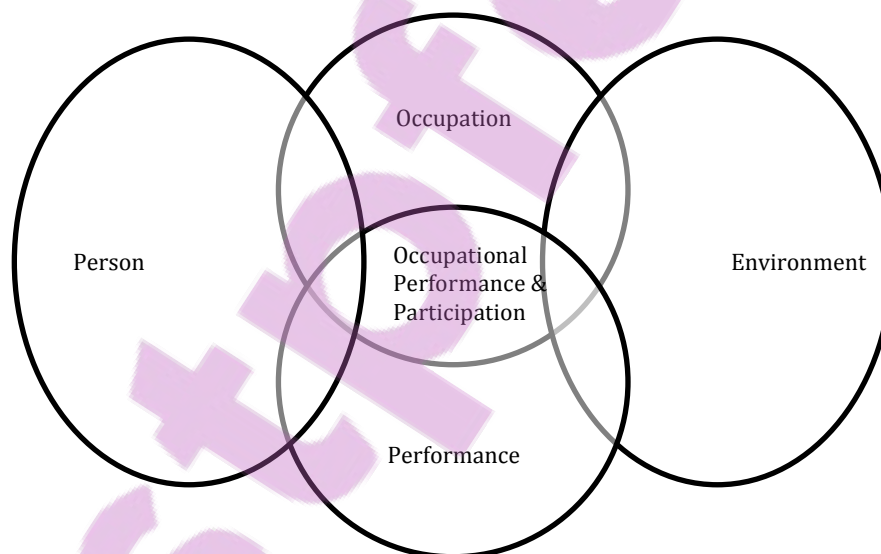 Occupation
Person
Occupational
Performance &
Participation
Environment
Performance